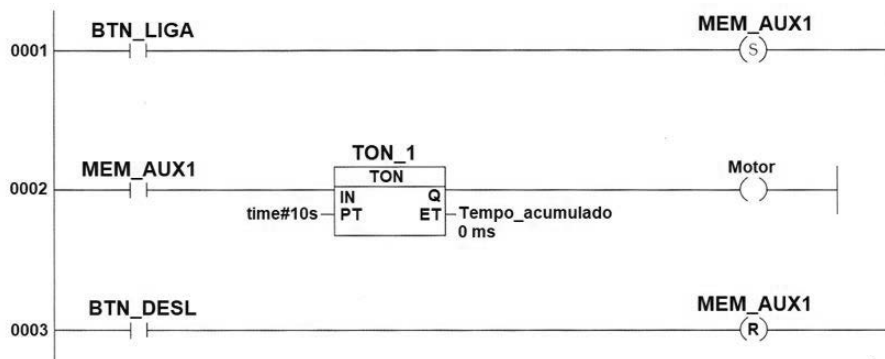 BTN_LIGA MEM_AUX1
0001 S
TON_1
MEM_AUX1 TON Motor
0002 IN Q
time#10s PT ET Tempo_acumulado
0 ms
BTN_DESL MEM_AUX1
0003 R